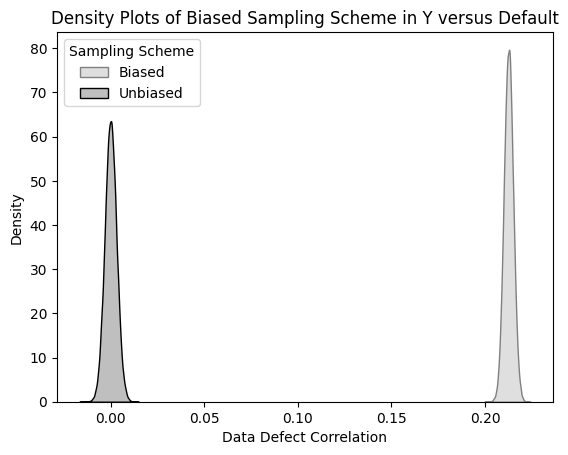 Density Plots of Biased Sampling Scheme in Y versus Default
Sampling Scheme
Biased
Unbiased
80
70
60
50
40
30
20
10
0
Density
0.00 0.05 0.10 0.15 0.20
Data Defect Correlation